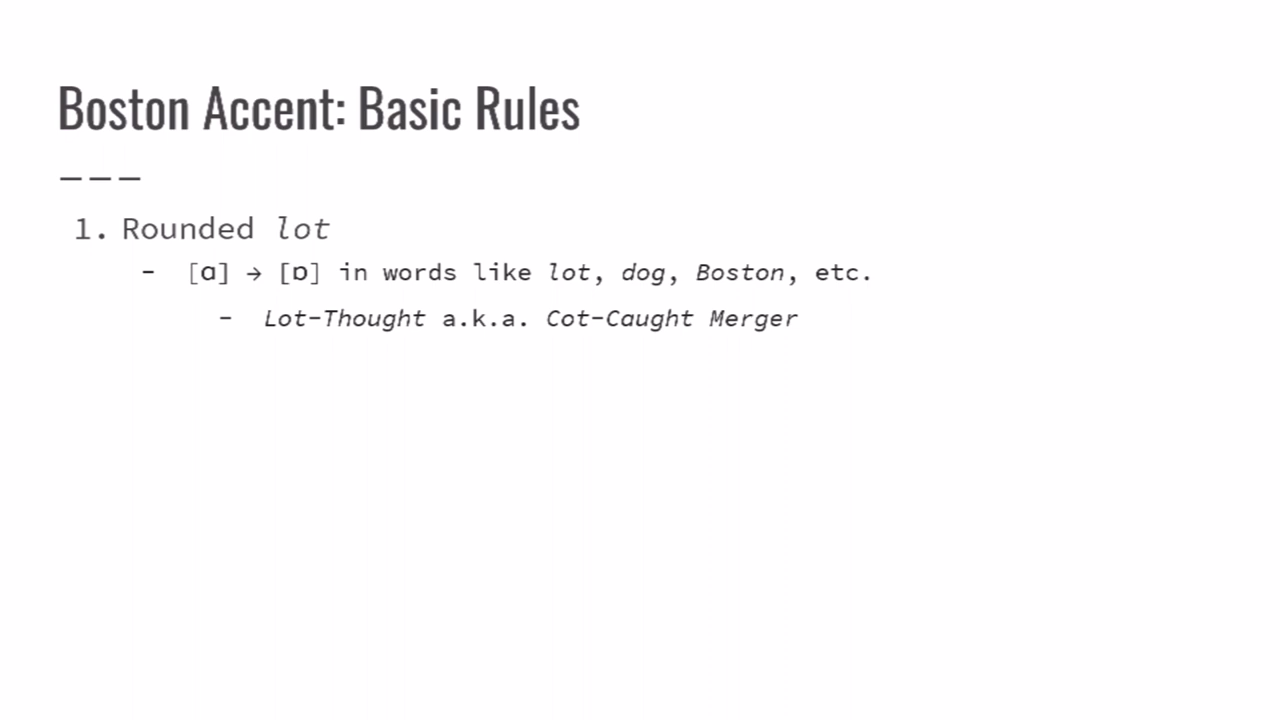 Boston Accent: Basic Rules
1. Rounded lot
- [ɑ] → [ɒ] in words like lot, dog, Boston, etc.
- Lot-Thought a.k.a. Cot-Caught Merger